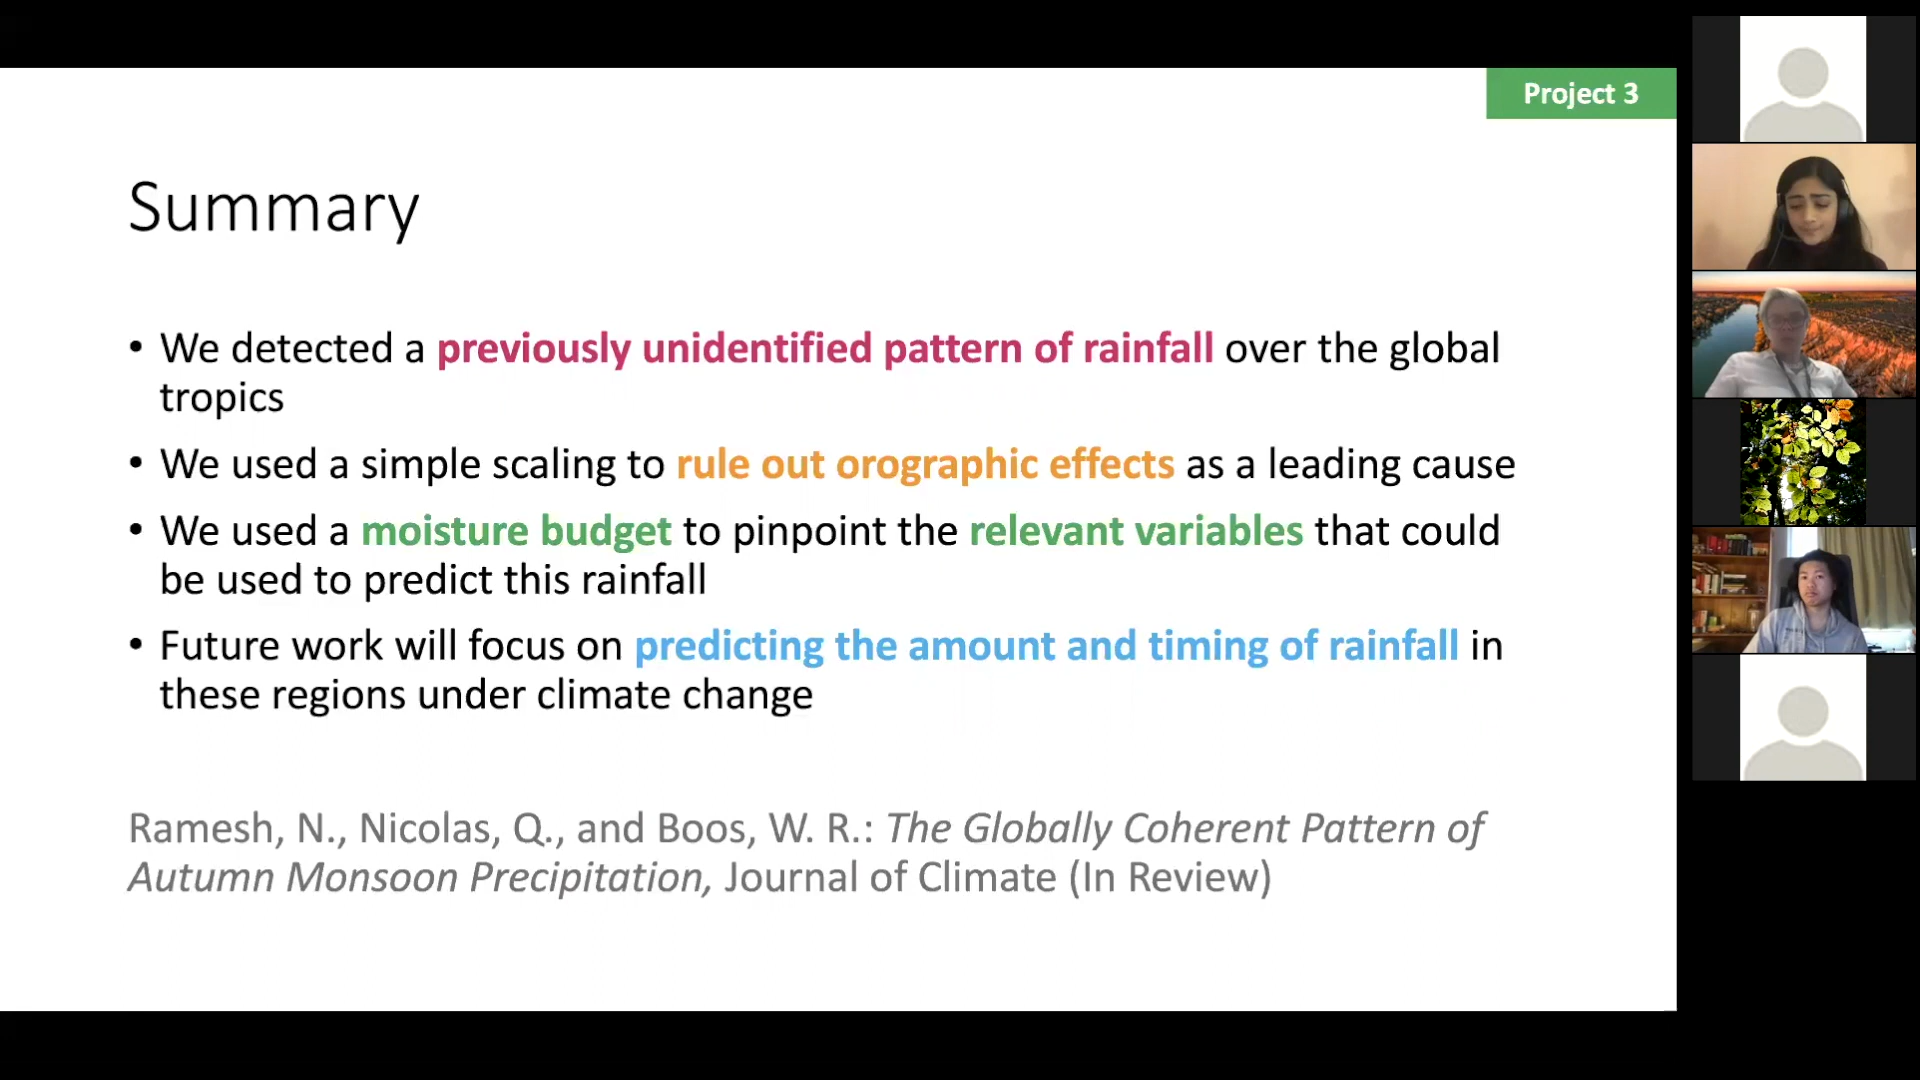 Project 3
Summary
• We detected a previously unidentified pattern of rainfall over the global
tropics
• We used a simple scaling to rule out orographic effects as a leading cause
• We used a moisture budget to pinpoint the relevant variables that could
be used to predict this rainfall
• Future work will focus on predicting the amount and timing of rainfall in
these regions under climate change
Ramesh, N., Nicolas, Q., and Boos, W. R.: The Globally Coherent Pattern of
Autumn Monsoon Precipitation, Journal of Climate (In Review)